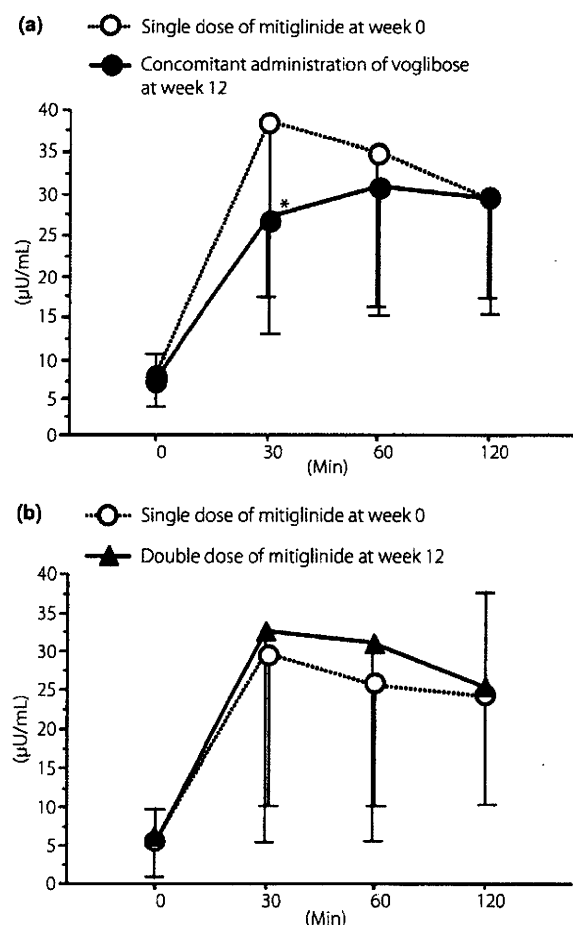 (a)
Single dose of mitiglinide at week 0
Concomitant administration of voglibose
at week 12
40
35
30
25
20
15
10
5
0
(μU/mL)
*
0 30 60 120
(Min)
(b)
Single dose of mitiglinide at week 0
Double dose of mitiglinide at week 12
40
35
30
25
20
15
10
5
0
(μU/mL)
0 30 60 120
(Min)